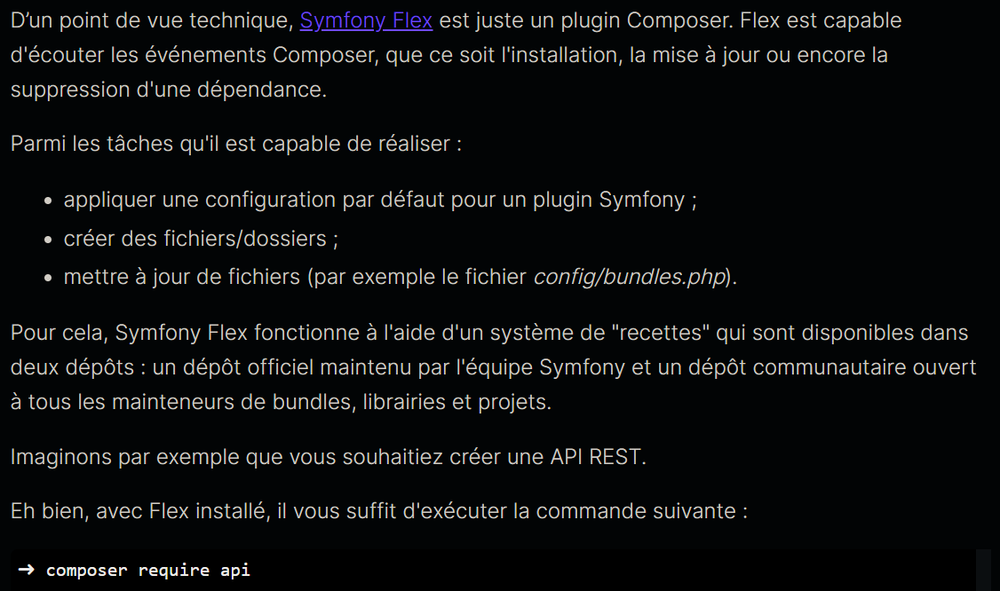 D’un point de vue technique, Symfony Flex est juste un plugin Composer. Flex est capable
d'écouter les événements Composer, que ce soit l'installation, la mise à jour ou encore la
suppression d'une dépendance.
Parmi les tâches qu'il est capable de réaliser :
• appliquer une configuration par défaut pour un plugin Symfony ;
• créer des fichiers/dossiers ;
• mettre à jour de fichiers (par exemple le fichier config/bundles.php).
Pour cela, Symfony Flex fonctionne à l'aide d'un système de "recettes" qui sont disponibles dans
deux dépôts : un dépôt officiel maintenu par l'équipe Symfony et un dépôt communautaire ouvert
à tous les mainteneurs de bundles, librairies et projets.
Imaginons par exemple que vous souhaitiez créer une API REST.
Eh bien, avec Flex installé, il vous suffit d'exécuter la commande suivante :
➜ composer require api